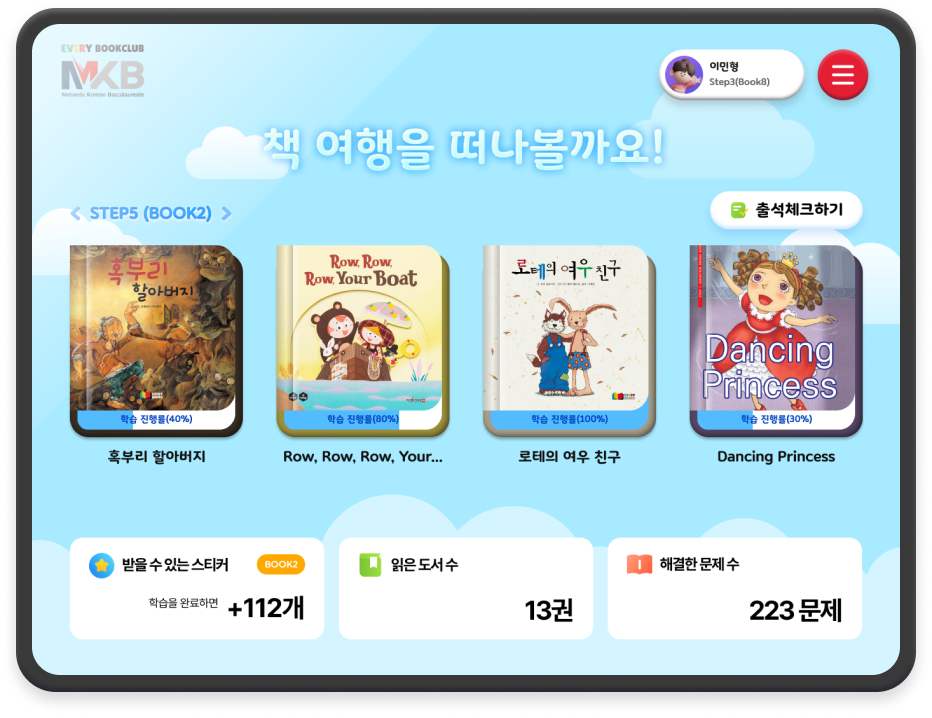 EVERY BOOKCLUB
MKB
Metheus Korean Baccalaureate
이민형
Step3(Book8)
책 여행을 떠나볼까요!
STEP5 (BOOK2)
출석체크하기
혹부리
할아버지
Row, Row,
Row, Your Boat
로테의 여우 친구
Dancing
Princess
학습 진행률(40%)
학습 진행률(80%)
학습 진행률(100%)
학습 진행률(30%)
혹부리 할아버지
Row, Row, Row, Your...
로테의 여우 친구
Dancing Princess
받을 수 있는 스티커
BOOK2
학습을 완료하면
+112개
읽은 도서 수
13권
해결한 문제 수
223 문제